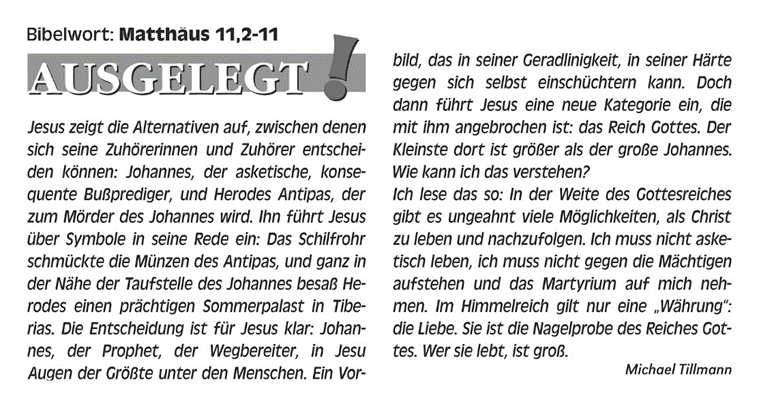 Bibelwort: Matthäus 11,2-11
AUSGELEGT!
Jesus zeigt die Alternativen auf, zwischen denen
sich seine Zuhörerinnen und Zuhörer entschei-
den können: Johannes, der asketische, konse-
quente Bußprediger, und Herodes Antipas, der
zum Mörder des Johannes wird. Ihn führt Jesus
über Symbole in seine Rede ein: Das Schilfrohr
schmückte die Münzen des Antipas, und ganz in
der Nähe der Taufstelle des Johannes besaß He-
rodes einen prächtigen Sommerpalast in Tibe-
rias. Die Entscheidung ist für Jesus klar: Johan-
nes, der Prophet, der Wegbereiter, in Jesu
Augen der Größte unter den Menschen. Ein Vor-
bild, das in seiner Geradlinigkeit, in seiner Härte
gegen sich selbst einschüchtern kann. Doch
dann führt Jesus eine neue Kategorie ein, die
mit ihm angebrochen ist: das Reich Gottes. Der
Kleinste dort ist größer als der große Johannes.
Wie kann ich das verstehen?
Ich lese das so: In der Weite des Gottesreiches
gibt es ungeahnt viele Möglichkeiten, als Christ
zu leben und nachzufolgen. Ich muss nicht aske-
tisch leben, ich muss nicht gegen die Mächtigen
aufstehen und das Martyrium auf mich neh-
men. Im Himmelreich gilt nur eine „Währung“:
die Liebe. Sie ist die Nagelprobe des Reiches Got-
tes. Wer sie lebt, ist groß.
Michael Tillmann